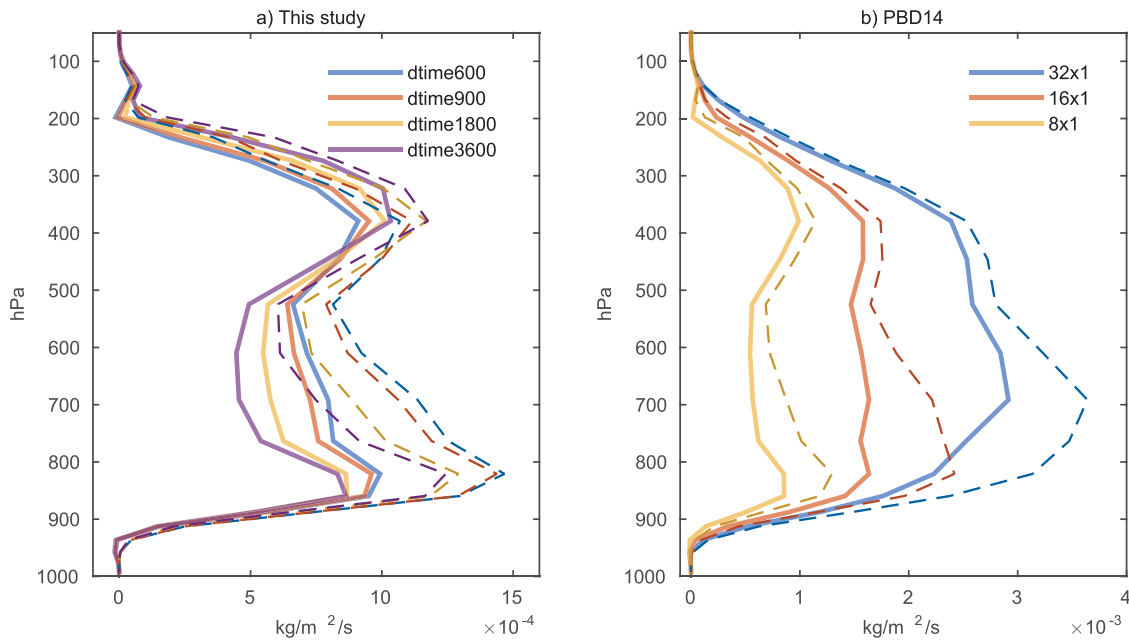 a) This study
100
200
300
400
500
600
700
800
900
1000
hPa
dtime600
dtime900
dtime1800
dtime3600
0
5
10
15
kg/m 2/s
×10-4
b) PBD14
100
200
300
400
500
600
700
800
900
1000
hPa
32x1
16x1
8x1
0
1
2
3
4
kg/m 2/s
×10-3